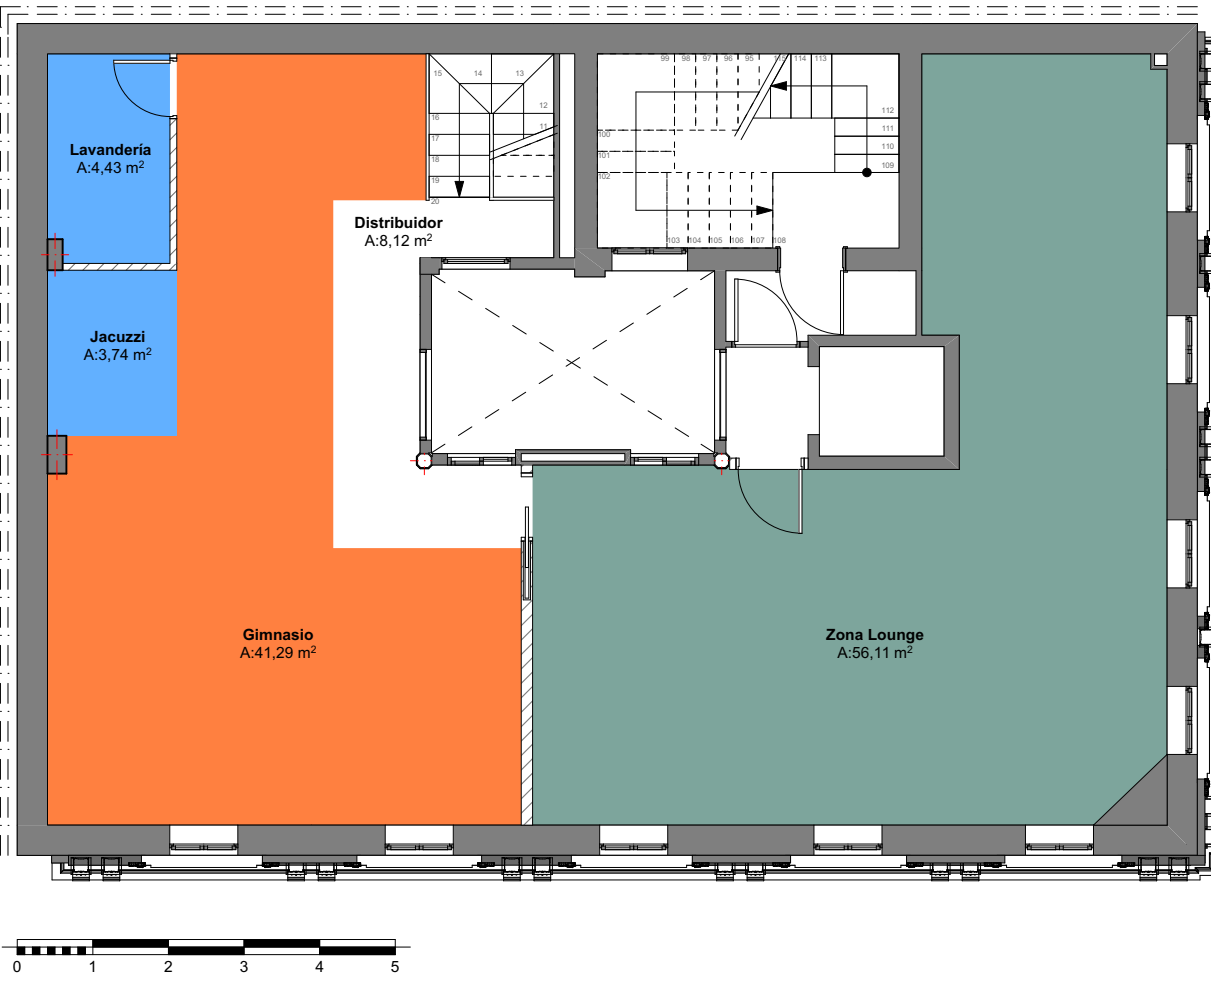 99 98 97 96 95 115 114 113
15 14 13
12
11
16
17
18
19
20
112
111
110
109
100
101
102
103 104 105 106 107 108
Lavandería
A:4,43 m²
Distribuidor
A:8,12 m²
Jacuzzi
A:3,74 m²
Gimnasio
A:41,29 m²
Zona Lounge
A:56,11 m²
0 1 2 3 4 5